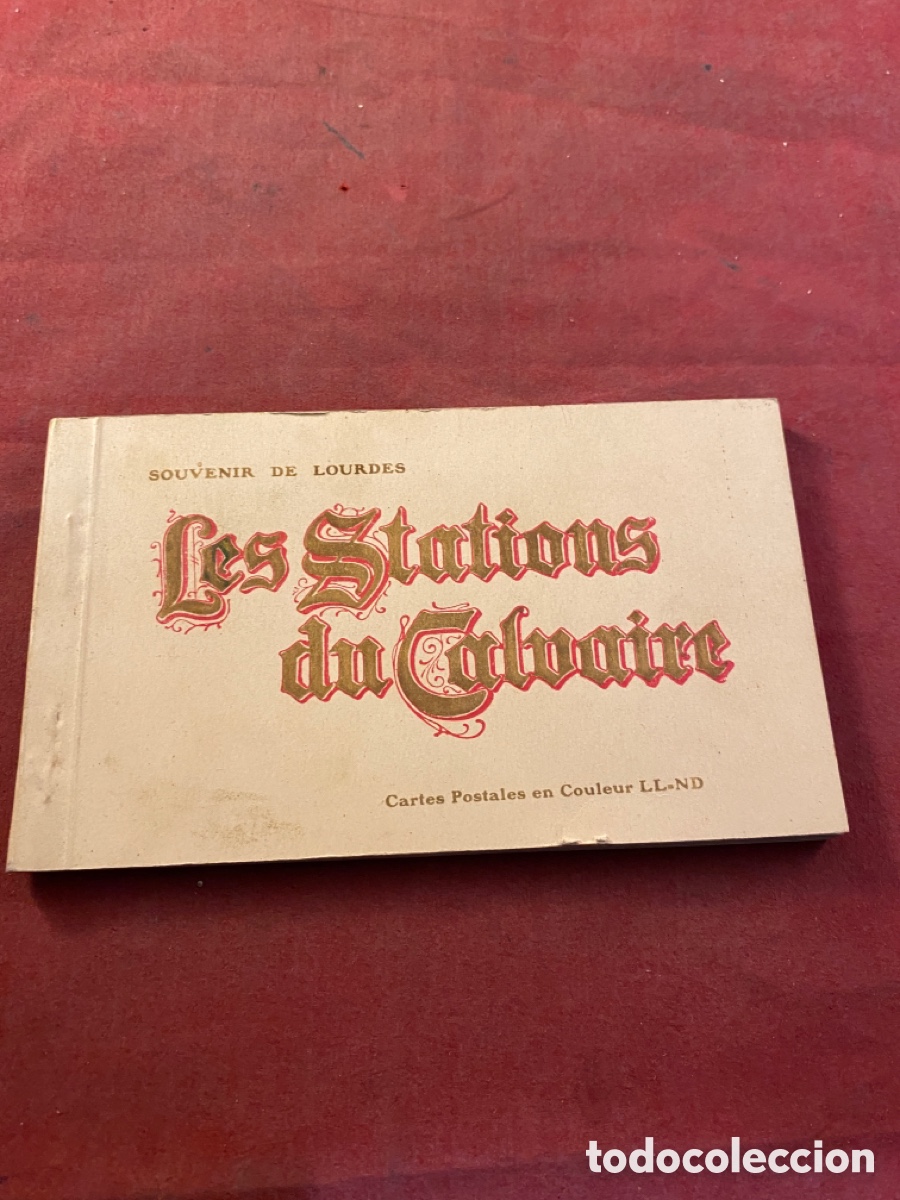 SOUVENIR DE LOURDES
Les Stations
du Calvaire
Cartes Postales en Couleur LL-ND
todocoleccion